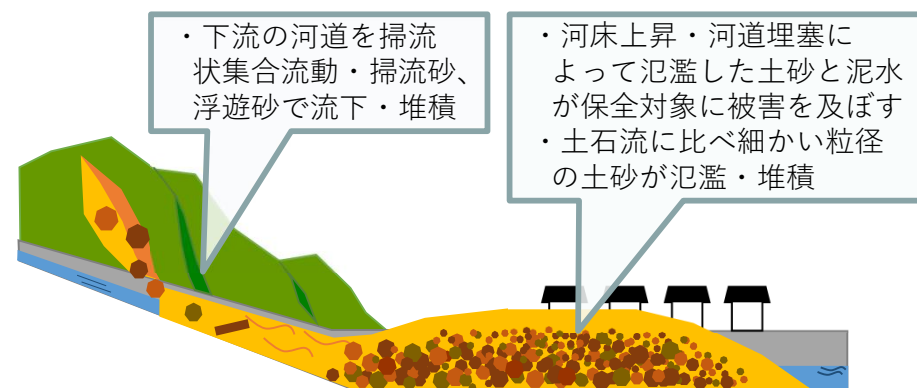 ・下流の河道を掃流
状集合流動・掃流砂、
浮遊砂で流下・堆積
・河床上昇・河道埋塞に
よって氾濫した土砂と泥水
が保全対象に被害を及ぼす
・土石流に比べ細かい粒径
の土砂が氾濫・堆積